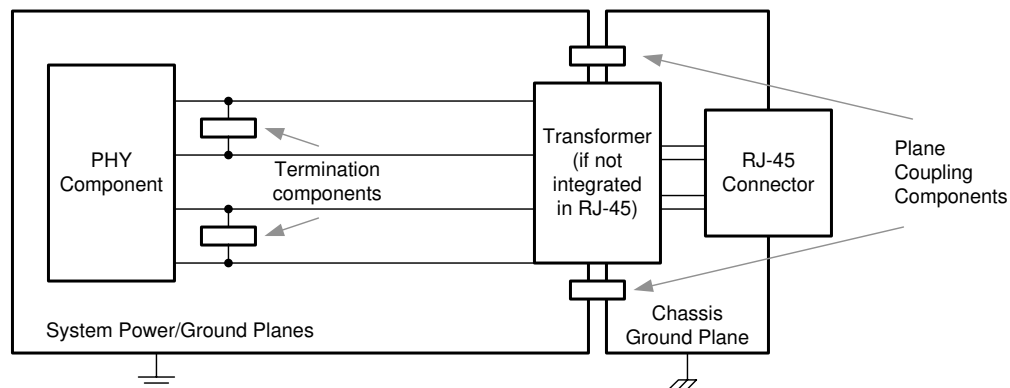 PHY
Component
Termination
components
Transformer
(if not
integrated
in RJ-45)
RJ-45
Connector
Plane
Coupling
Components
System Power/Ground Planes
Chassis
Ground Plane